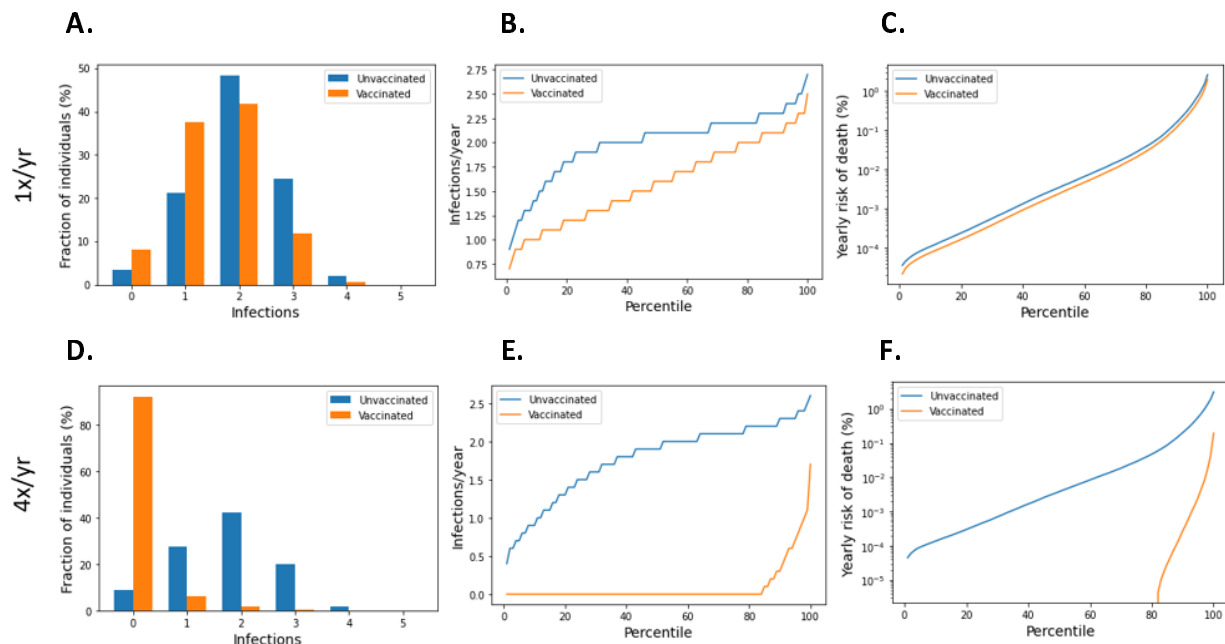 A.
B.
C.
1x/yr
Fraction of individuals (%)
50
40
30
20
10
0
Unvaccinated
Vaccinated
0 1 2 3 4 5
Infections
Infections/year
2.75
2.50
2.25
2.00
1.75
1.50
1.25
1.00
0.75
Unvaccinated
Vaccinated
0 20 40 60 80 100
Percentile
Yearly risk of death (%)
10⁰
10⁻¹
10⁻²
10⁻³
10⁻⁴
Unvaccinated
Vaccinated
0 20 40 60 80 100
Percentile
D.
E.
F.
4x/yr
Fraction of individuals (%)
80
60
40
20
0
Unvaccinated
Vaccinated
0 1 2 3 4 5
Infections
Infections/year
2.5
2.0
1.5
1.0
0.5
0.0
Unvaccinated
Vaccinated
0 20 40 60 80 100
Percentile
Yearly risk of death (%)
10⁰
10⁻¹
10⁻²
10⁻³
10⁻⁴
10⁻⁵
Unvaccinated
Vaccinated
0 20 40 60 80 100
Percentile